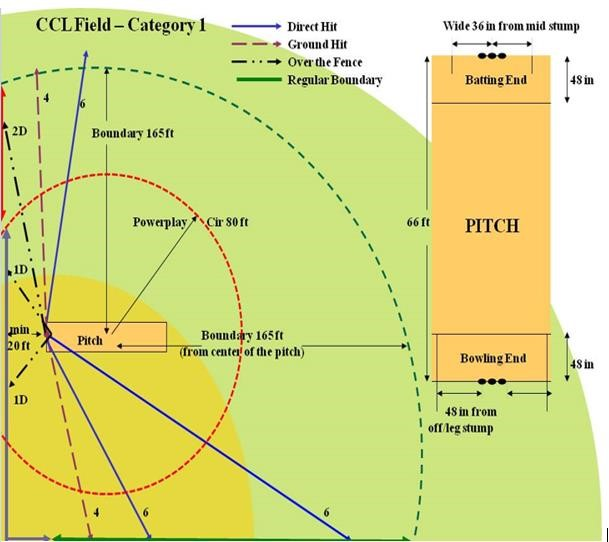 CCL Field – Category 1
Direct Hit
Ground Hit
Over the Fence
Regular Boundary
Wide 36 in from mid stump
Batting End
48 in
4
6
2D
Boundary 165 ft
Powerplay Cir 80 ft
66 ft
PITCH
1D
min
20 ft
Pitch
Boundary 165 ft
(from center of the pitch)
Bowling End
48 in
1D
48 in from
off/leg stump
4
6
6